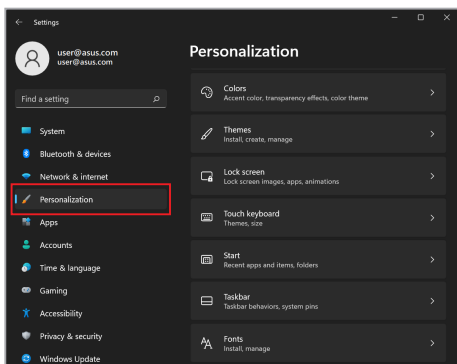 Settings
user@asus.com
user@asus.com
Find a setting
System
Bluetooth & devices
Network & internet
Personalization
Apps
Accounts
Time & language
Gaming
Accessibility
Privacy & security
Windows Update
Personalization
Colors
Accent color, transparency effects, color theme
Themes
Install, create, manage
Lock screen
Lock screen images, apps, animations
Touch keyboard
Themes, size
Start
Recent apps and items, folders
Taskbar
Taskbar behaviors, system pins
Fonts
Install, manage